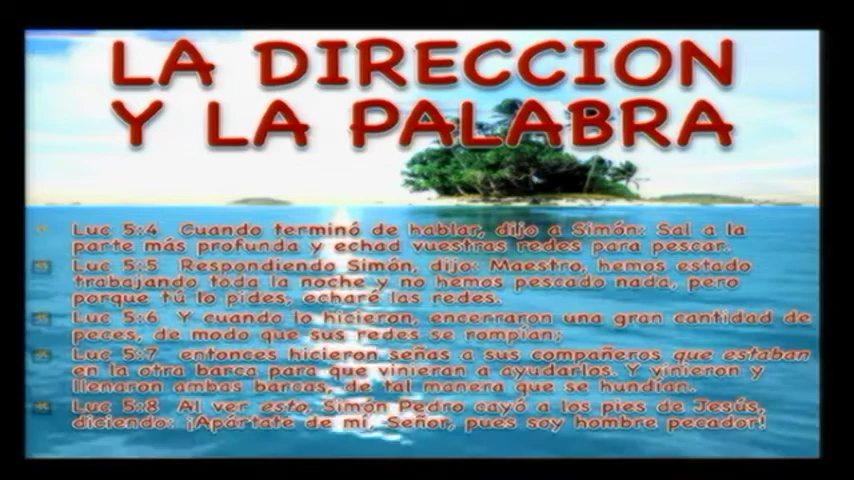 LA DIRECCION
Y LA PALABRA
Luc 5:4 Cuando terminó de hablar, dijo a Simón: Sal a la
parte más profunda y echad vuestras redes para pescar.
Luc 5:5 Respondiendo Simón, dijo: Maestro, hemos estado
trabajando toda la noche y no hemos pescado nada, pero
porque tú lo pides, echaré las redes.
Luc 5:6 Y cuando lo hicieron, encerraron una gran cantidad de
peces, de modo que sus redes se rompían;
Luc 5:7 entonces hicieron señas a sus compañeros que estaban
en la otra barca para que vinieran a ayudarlos. Y vinieron y
llenaron ambas barcas, de tal manera que se hundían.
Luc 5:8 Al ver esto, Simón Pedro cayó a los pies de Jesús,
diciendo: ¡Apártate de mí, Señor, pues soy hombre pecador!